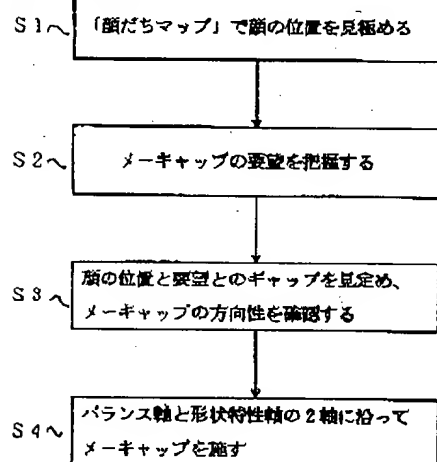 S1 「顔だちマップ」で顔の位置を見極める
S2 メーキャップの要望を把握する
S3 顔の位置と要望とのギャップを見定め、
メーキャップの方向性を確認する
S4 バランス軸と形状特性軸の2軸に沿って
メーキャップを施す